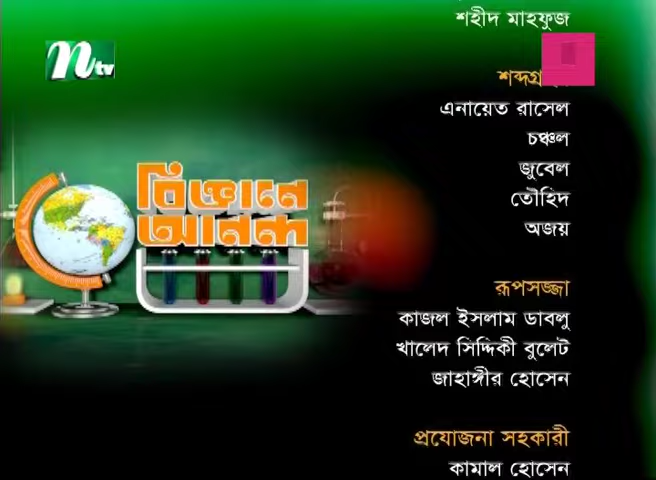 ntv
বিজ্ঞানে
আনন্দ
শহীদ মাহফুজ
এনায়েত রাসেল
চঞ্চল
জুবেল
তৌহিদ
অজয়
রূপসজ্জা
কাজল ইসলাম ডাবলু
খালেদ সিদ্দিকী বুলেট
জাহাঙ্গীর হোসেন
প্রযোজনা সহকারী
কামাল হোসেন